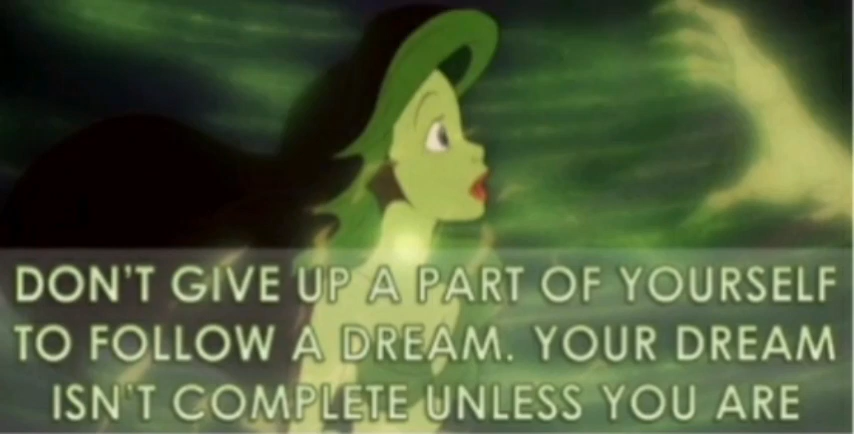 DON'T GIVE UP A PART OF YOURSELF
TO FOLLOW A DREAM. YOUR DREAM
ISN'T COMPLETE UNLESS YOU ARE